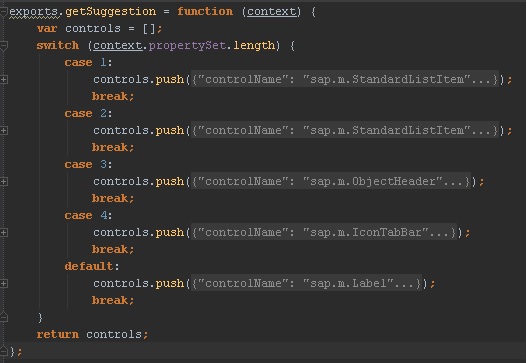 exports.getSuggestion = function (context) {
    var controls = [];
    switch (context.propertySet.length) {
        case 1:
            controls.push({"controlName": "sap.m.StandardListItem"...});
            break;
        case 2:
            controls.push({"controlName": "sap.m.StandardListItem"...});
            break;
        case 3:
            controls.push({"controlName": "sap.m.ObjectHeader"...});
            break;
        case 4:
            controls.push({"controlName": "sap.m.IconTabBar"...});
            break;
        default:
            controls.push({"controlName": "sap.m.Label"...});
            break;
    }
    return controls;
};